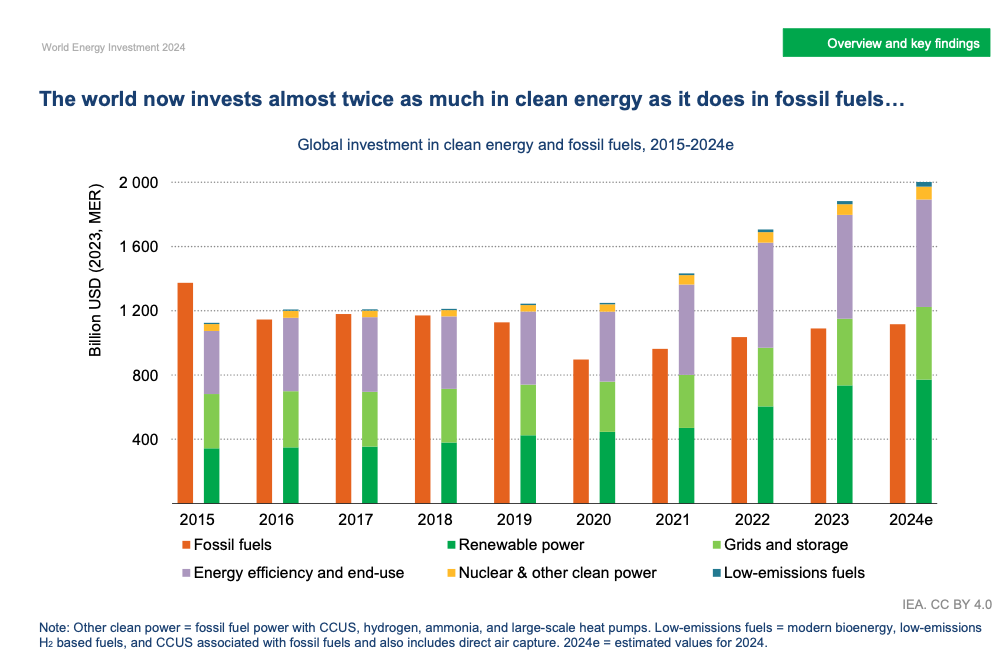 World Energy Investment 2024
Overview and key findings
The world now invests almost twice as much in clean energy as it does in fossil fuels…
Global investment in clean energy and fossil fuels, 2015-2024e
Billion USD (2023, MER)
2 000
1 600
1 200
800
400
2015 2016 2017 2018 2019 2020 2021 2022 2023 2024e
Fossil fuels Renewable power Grids and storage
Energy efficiency and end-use Nuclear & other clean power Low-emissions fuels
IEA. CC BY 4.0
Note: Other clean power = fossil fuel power with CCUS, hydrogen, ammonia, and large-scale heat pumps. Low-emissions fuels = modern bioenergy, low-emissions
H₂ based fuels, and CCUS associated with fossil fuels and also includes direct air capture. 2024e = estimated values for 2024.